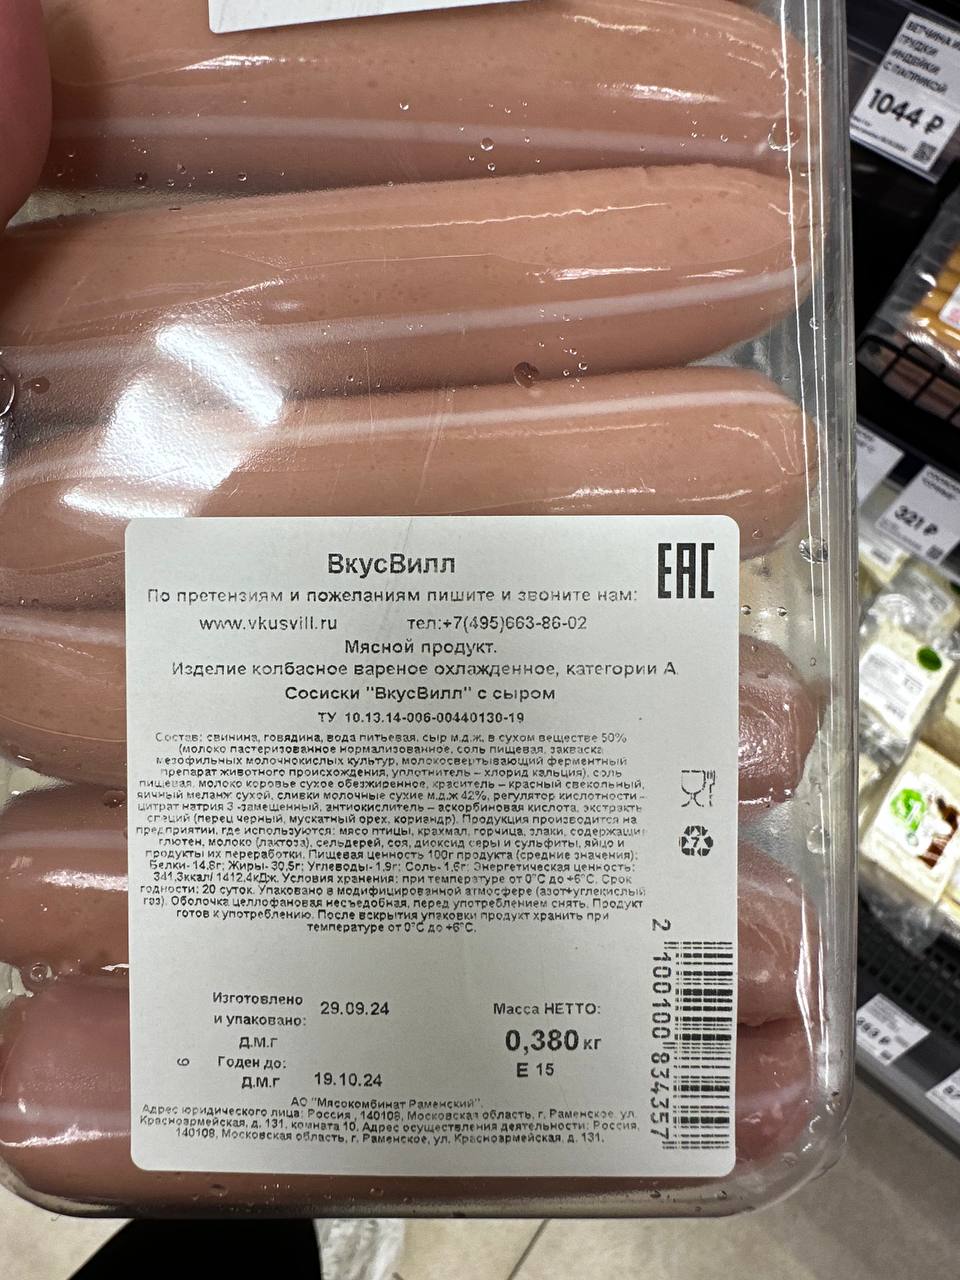 ВЕТЧИНА ИЗ
ГРУДКИ
ИНДЕЙКИ
С ПАПРИКОЙ
1044 ₽
321 ₽
ВкусВилл
EAC
По претензиям и пожеланиям пишите и звоните нам:
www.vkusvill.ru тел:+7(495)663-86-02
Мясной продукт.
Изделие колбасное вареное охлажденное, категории А.
Сосиски "ВкусВилл" с сыром
ТУ 10.13.14-006-00440130-19
Состав: свинина, говядина, вода питьевая, сыр м.д.ж. в сухом веществе 50%
(молоко пастеризованное нормализованное, соль пищевая, закваска
мезофильных молочнокислых культур, молокосвертывающий ферментный
препарат животного происхождения, уплотнитель – хлорид кальция), соль
пищевая, молоко коровье сухое обезжиренное, краситель – красный свекольный,
яичный меланж сухой, сливки молочные сухие м.д.ж 42%, регулятор кислотности –
цитрат натрия 3-замещенный, антиокислитель – аскорбиновая кислота, экстракты
специй (перец черный, мускатный орех, кориандр). Продукция производится на
предприятии, где используются: мясо птицы, крахмал, горчица, злаки, содержащие
глютен, молоко (лактоза), сельдерей, соя, диоксид серы и сульфиты, яйцо и
продукты их переработки. Пищевая ценность 100г продукта (средние значения):
Белки-14,8г; Жиры-30,5г; Углеводы-1,9г; Соль-1,6г; Энергетическая ценность:
341,3ккал/ 1412,4кДж. Условия хранения: при температуре от 0°С до +6°С. Срок
годности: 20 суток. Упаковано в модифицированной атмосфере (азот+углекислый
газ). Оболочка целлофановая несъедобная, перед употреблением снять. Продукт
готов к употреблению. После вскрытия упаковки продукт хранить при
температуре от 0°С до +6°С.
7
Изготовлено
и упаковано: 29.09.24
Д.М.Г
Годен до:
Д.М.Г 19.10.24
6
Масса НЕТТО:
0,380 кг
Е 15
2 100100 834357
АО "Мясокомбинат Раменский".
Адрес юридического лица: Россия , 140108, Московская область, г. Раменское, ул.
Красноармейская, д. 131, комната 10. Адрес осуществления деятельности: Россия,
140108, Московская область, г. Раменское, ул. Красноармейская, д. 131.